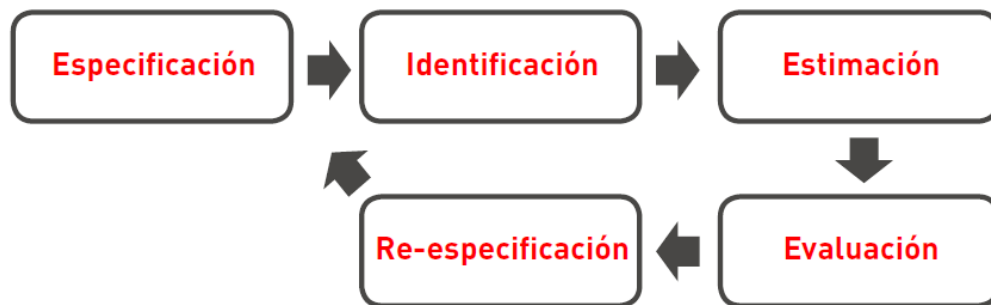 Especificación
Identificación
Estimación
Re-especificación
Evaluación